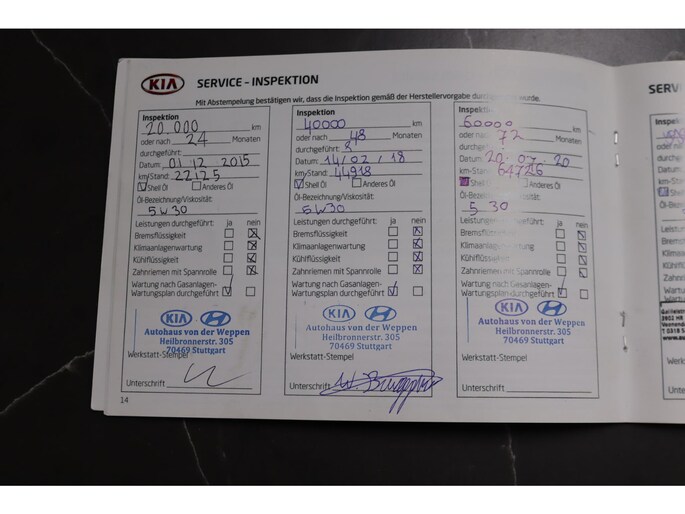 KIA SERVICE - INSPEKTION
Mit Abstempelung bestätigen wir, dass die Inspektion gemäß der Herstellervorgabe durchgeführt wurde.
Inspektion
20.000 km
oder nach 24 Monaten
durchgeführt:
Datum: 01.12.2015
km/Stand: 22125
Shell Öl Anderes Öl
Öl-Bezeichnung/Viskosität
5W30
Leistungen durchgeführt: ja nein
Bremsflüssigkeit
Klimaanlagenwartung
Kühlflüssigkeit
Zahnriemen mit Spannrolle
Wartung nach Gasanlagen-
Wartungsplan durchgeführt
KIA HYUNDAI
Autohaus von der Weppen
Heilbronnerstr. 305
70469 Stuttgart
Werkstatt-Stempel
Unterschrift
14
Inspektion
40000 km
oder nach 48 Monaten
durchgeführt: 8
Datum: 14/02/18
km-Stand: 44918
Shell Öl Anderes Öl
Öl-Bezeichnung/Viskosität
5W30
Leistungen durchgeführt: ja nein
Bremsflüssigkeit
Klimaanlagenwartung
Kühlflüssigkeit
Zahnriemen mit Spannrolle
Wartung nach Gasanlagen-
Wartungsplan durchgeführt
KIA
Autohaus von der Weppen
Heilbronnerstr. 305
70469 Stuttgart
Werkstatt-Stempel
Unterschrift
60000 km
oder nach 72 Monaten
durchgeführt:
Datum: 20.07.20
km-Stand: 64726
Shell Anderes Öl
5 30
Leistungen durchgeführt: ja nein
Bremsflüssigkeit
Klimaanlagenwartung
Kühlflüssigkeit
Zahnriemen mit Spannrolle
Wartung nach Gasanlagen-
Wartungsplan durchgeführt
KIA
Autohaus von der Weppen
Heilbronnerstr. 305
70469 Stuttgart
Werkstatt-Stempel
Unterschrift